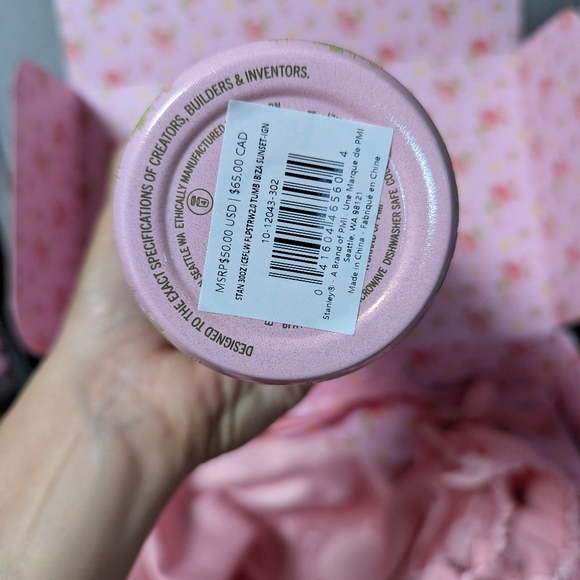 DESIGNED TO THE EXACT SPECIFICATIONS OF CREATORS, BUILDERS & INVENTORS.
SEATTLE WA ETHICALLY MANUFACTURED
MICROWAVE DISHWASHER SAFE
MSRP$50.00 USD | $65.00 CAD
STAN 30OZ ICEFLW FLPSTRW2.0 TUMB IBIZA SUNSET-IGN
10-12043-302
0 41604 46560 4
Stanley® - A Brand of PMI Une Marque de PMI
Seattle, WA 98121
Made in China - Fabriqué en Chine